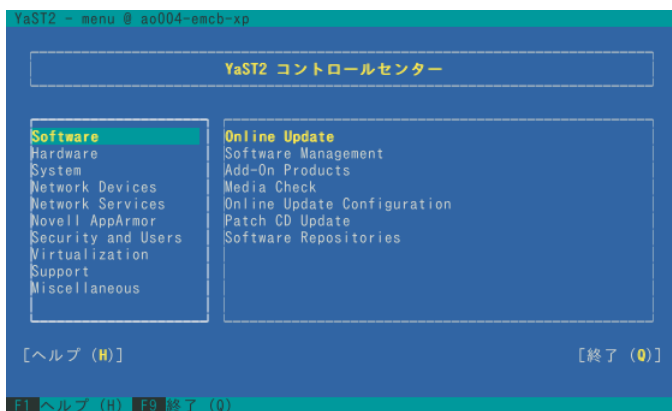 YaST2 - menu @ ao004-emcb-xp
YaST2 コントロールセンター
Software
Hardware
System
Network Devices
Network Services
Novell AppArmor
Security and Users
Virtualization
Support
Miscellaneous
Online Update
Software Management
Add-On Products
Media Check
Online Update Configuration
Patch CD Update
Software Repositories
[ヘルプ (H)] [終了 (Q)]
F1 ヘルプ (H) F9 終了 (Q)